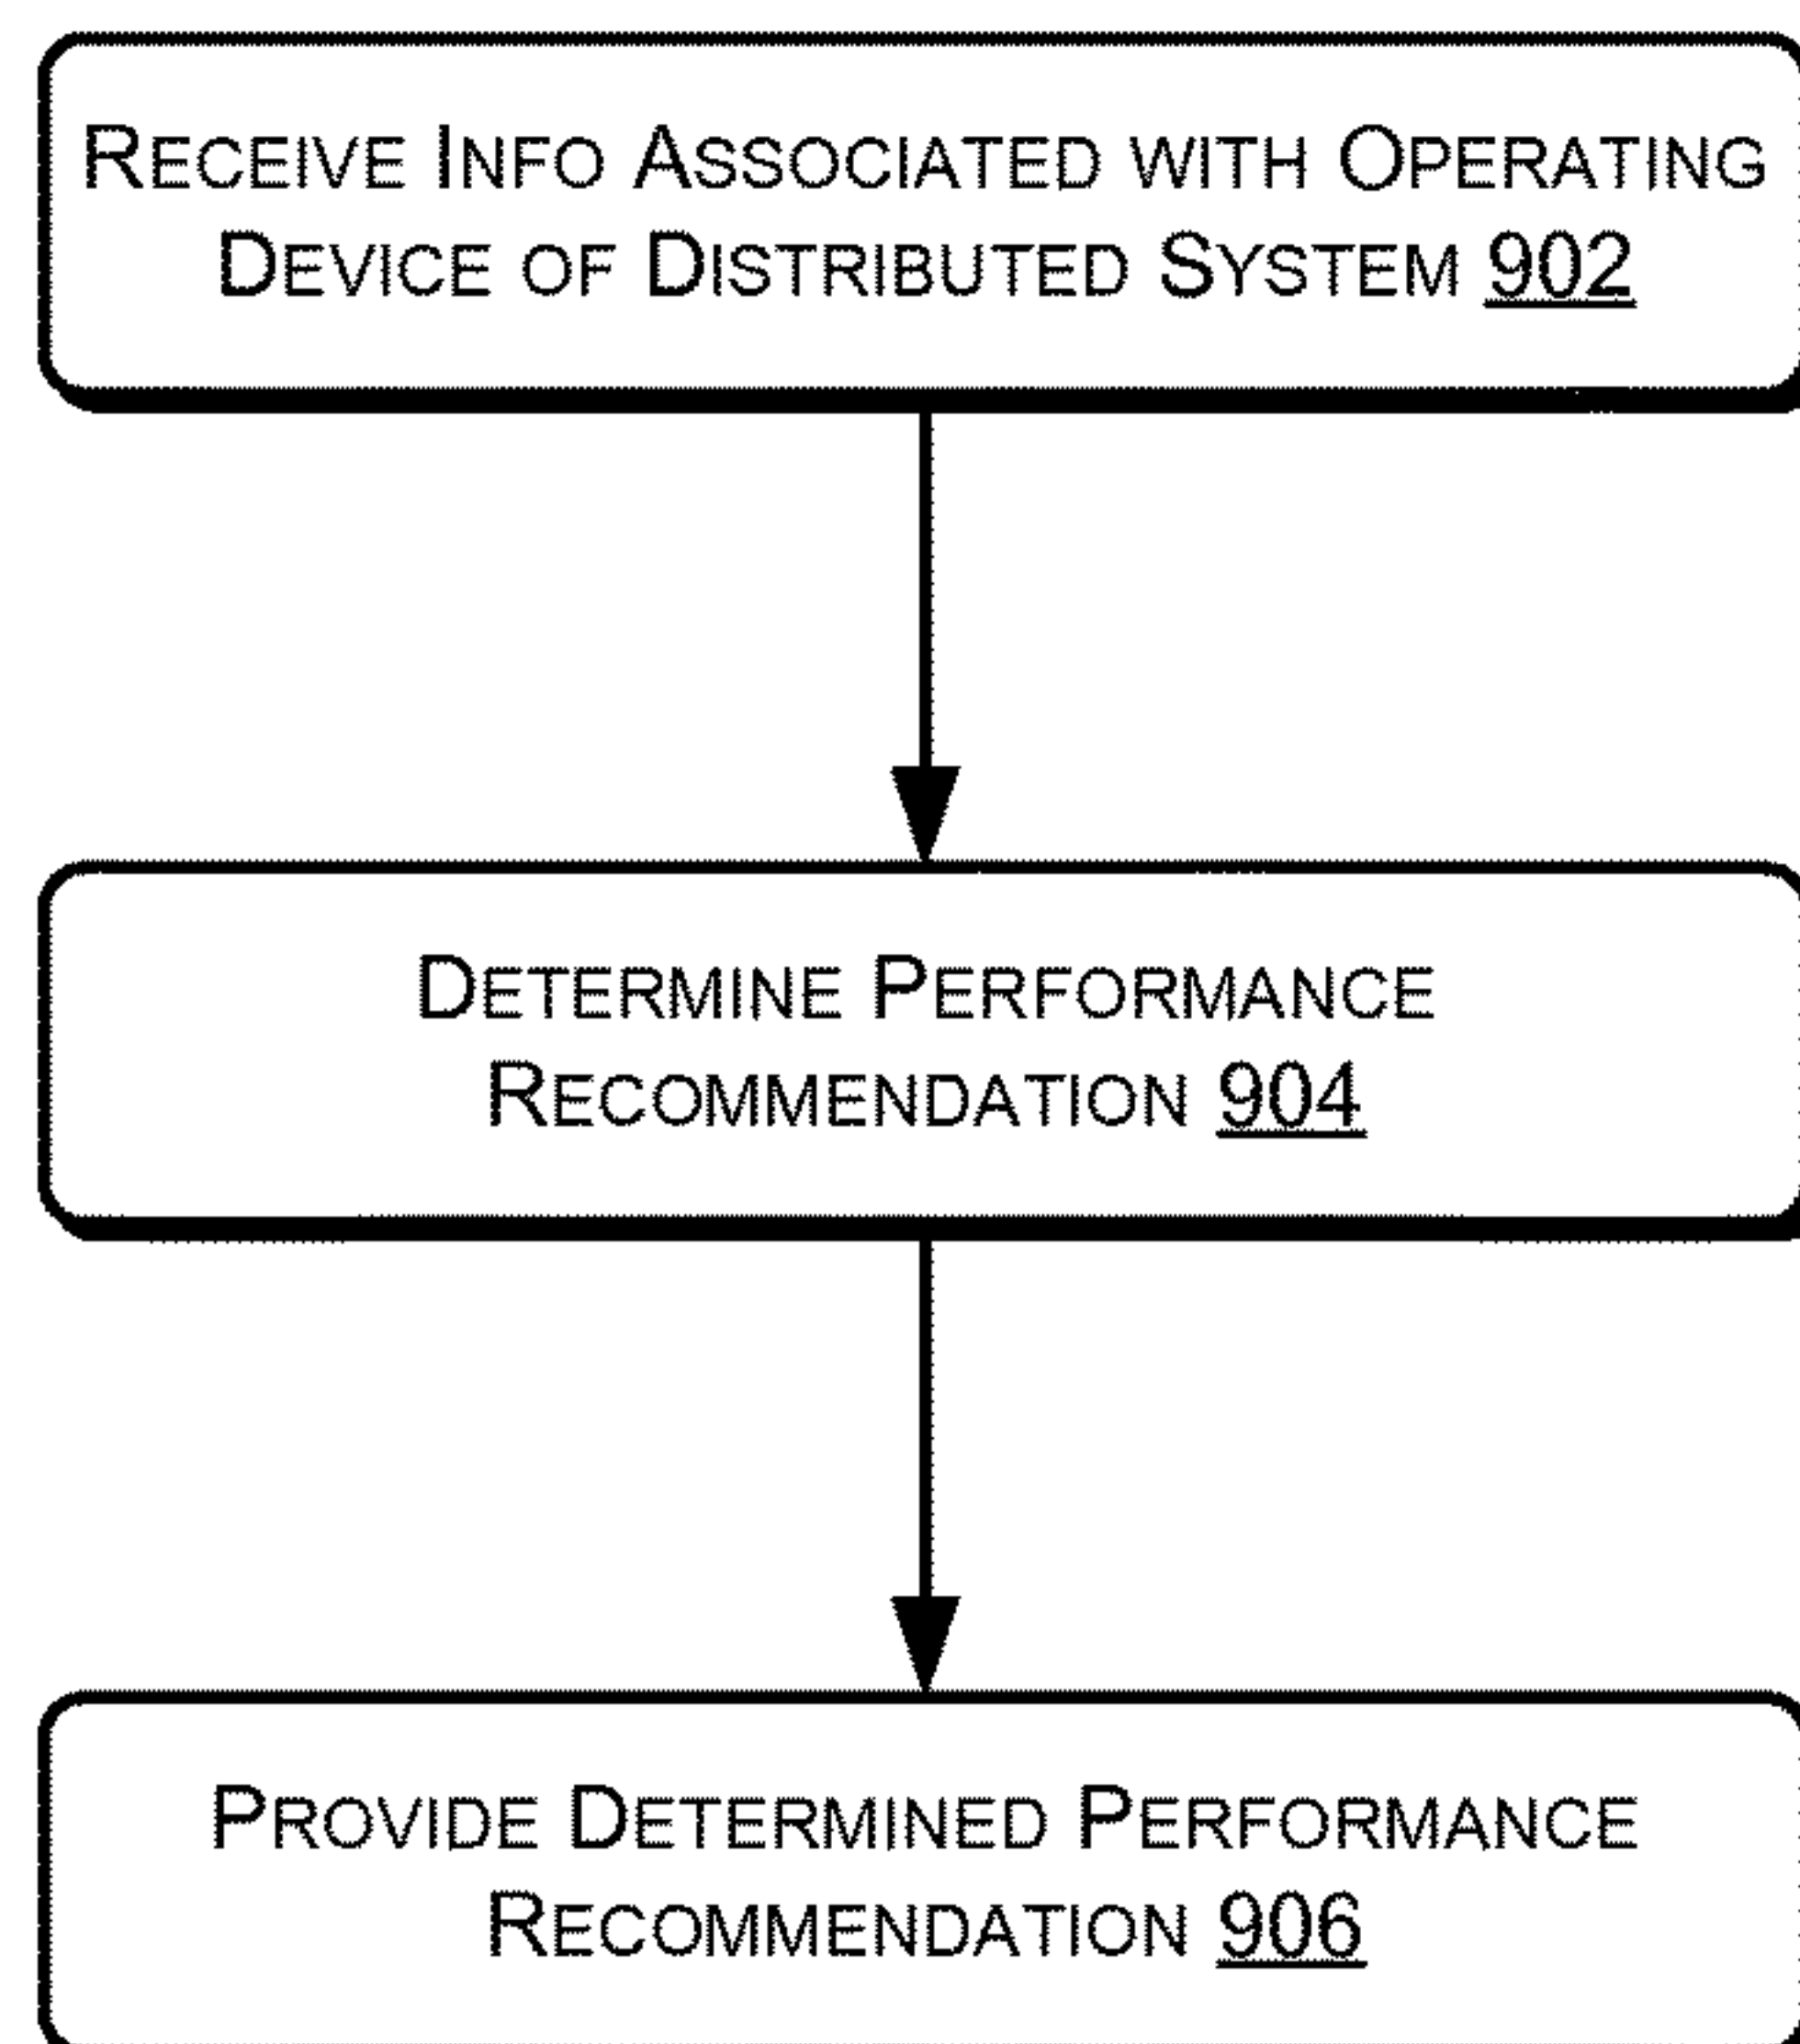 Receive Info Associated with Operating
Device of Distributed System 902
Determine Performance
Recommendation 904
Provide Determined Performance
Recommendation 906